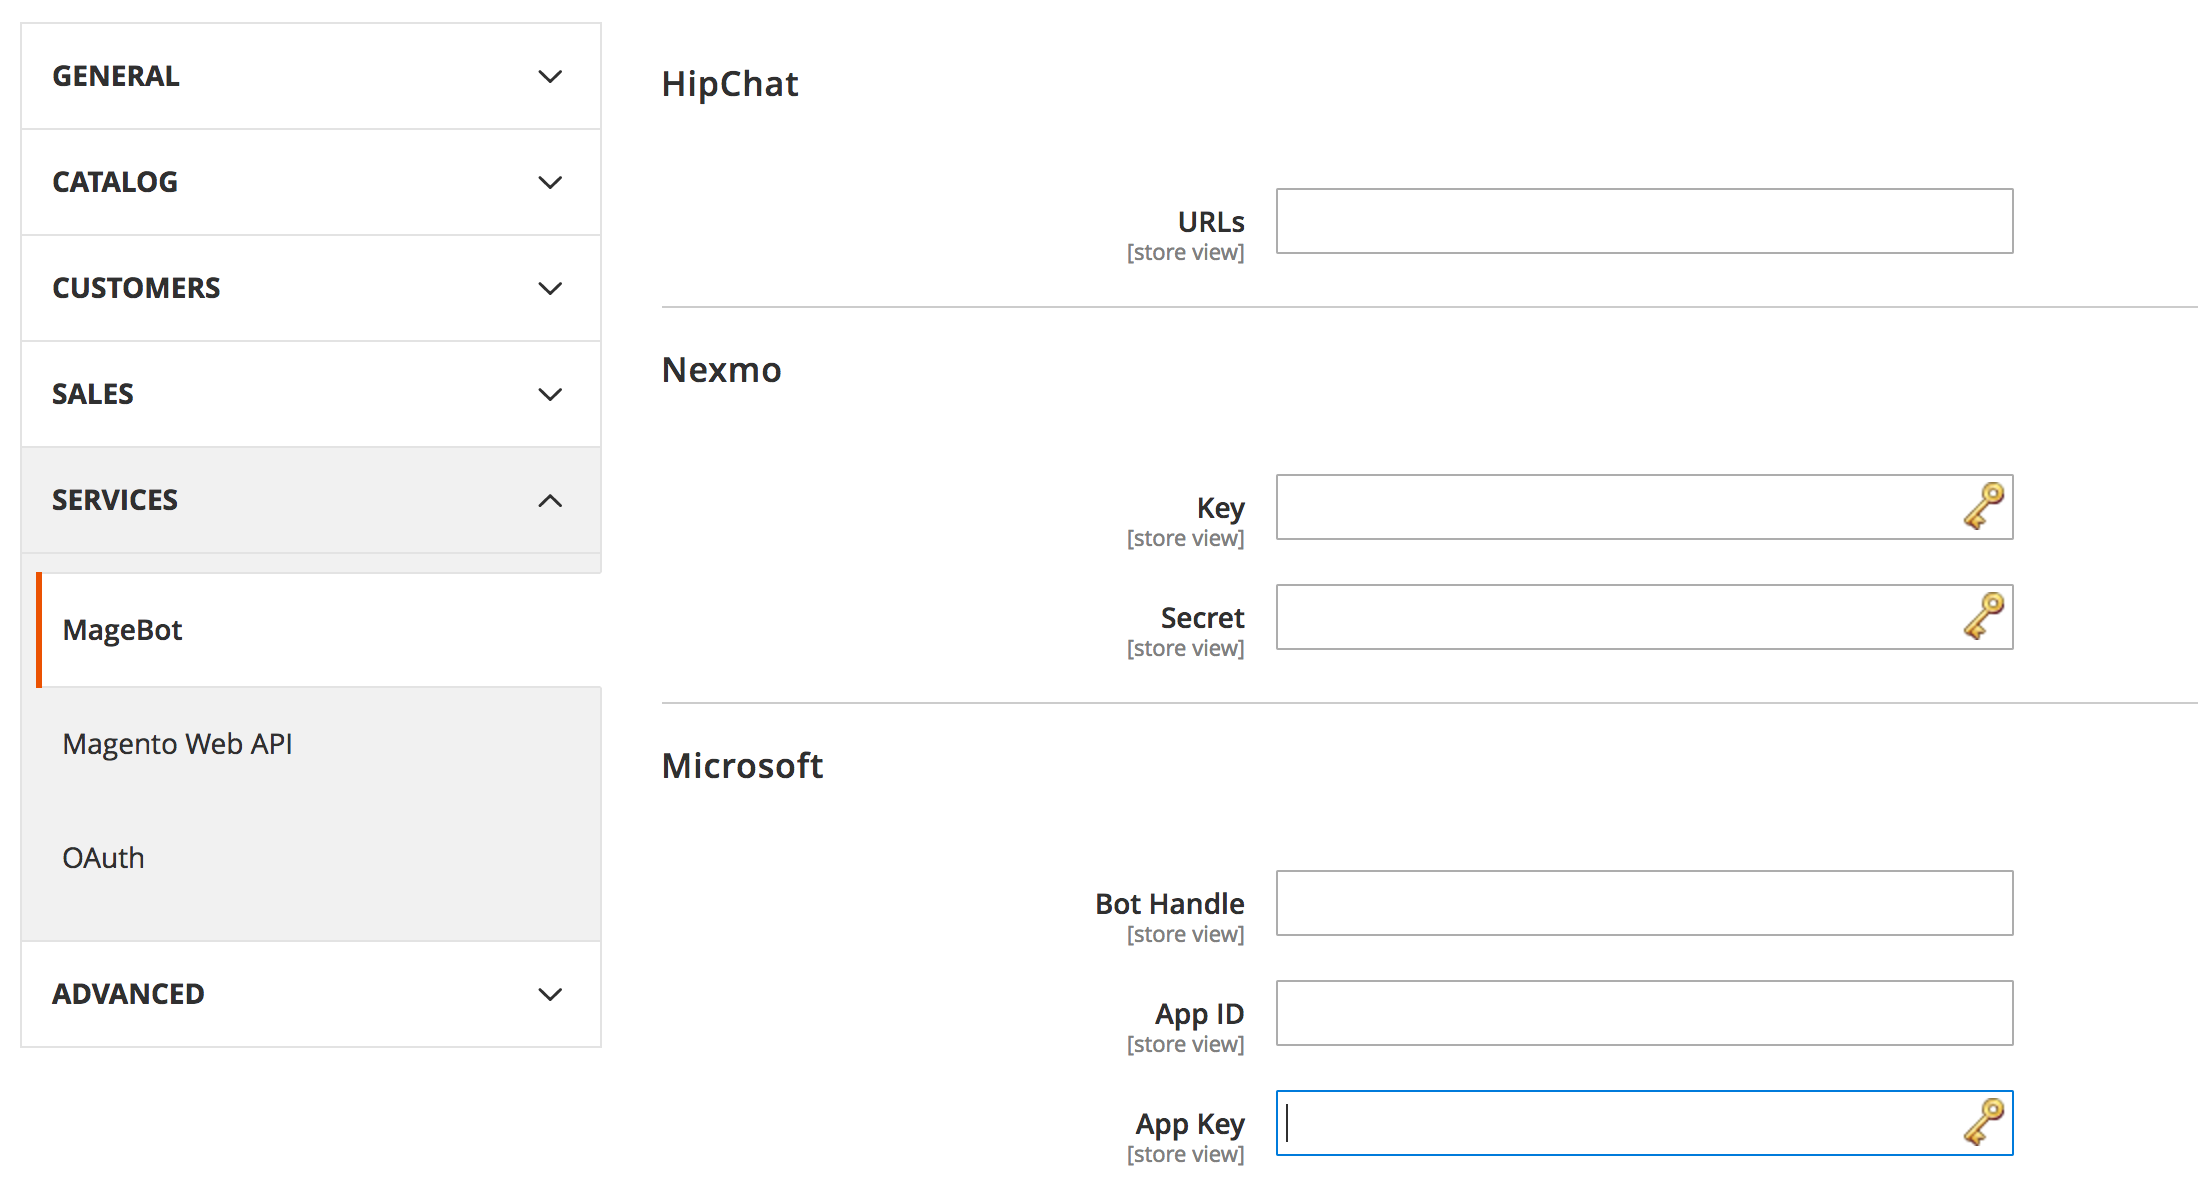 GENERAL
CATALOG
CUSTOMERS
SALES
SERVICES
MageBot
Magento Web API
OAuth
ADVANCED
HipChat
URLs
[store view]
Nexmo
Key
[store view]
Secret
[store view]
Microsoft
Bot Handle
[store view]
App ID
[store view]
App Key
[store view]